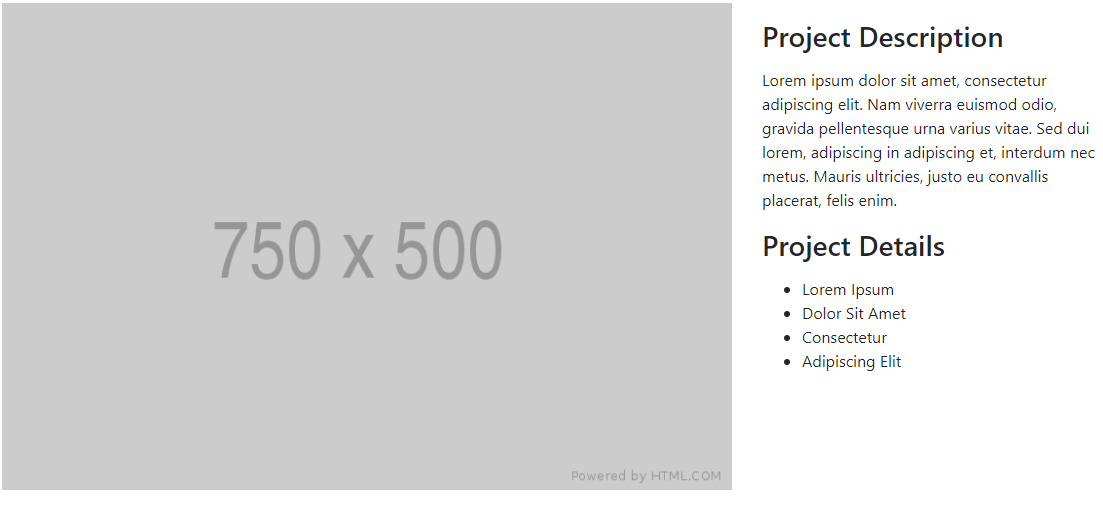 750 x 500
Powered by HTML.COM
Project Description
Lorem ipsum dolor sit amet, consectetur
adipiscing elit. Nam viverra euismod odio,
gravida pellentesque urna varius vitae. Sed dui
lorem, adipiscing in adipiscing et, interdum nec
metus. Mauris ultricies, justo eu convallis
placerat, felis enim.
Project Details
• Lorem Ipsum
• Dolor Sit Amet
• Consectetur
• Adipiscing Elit